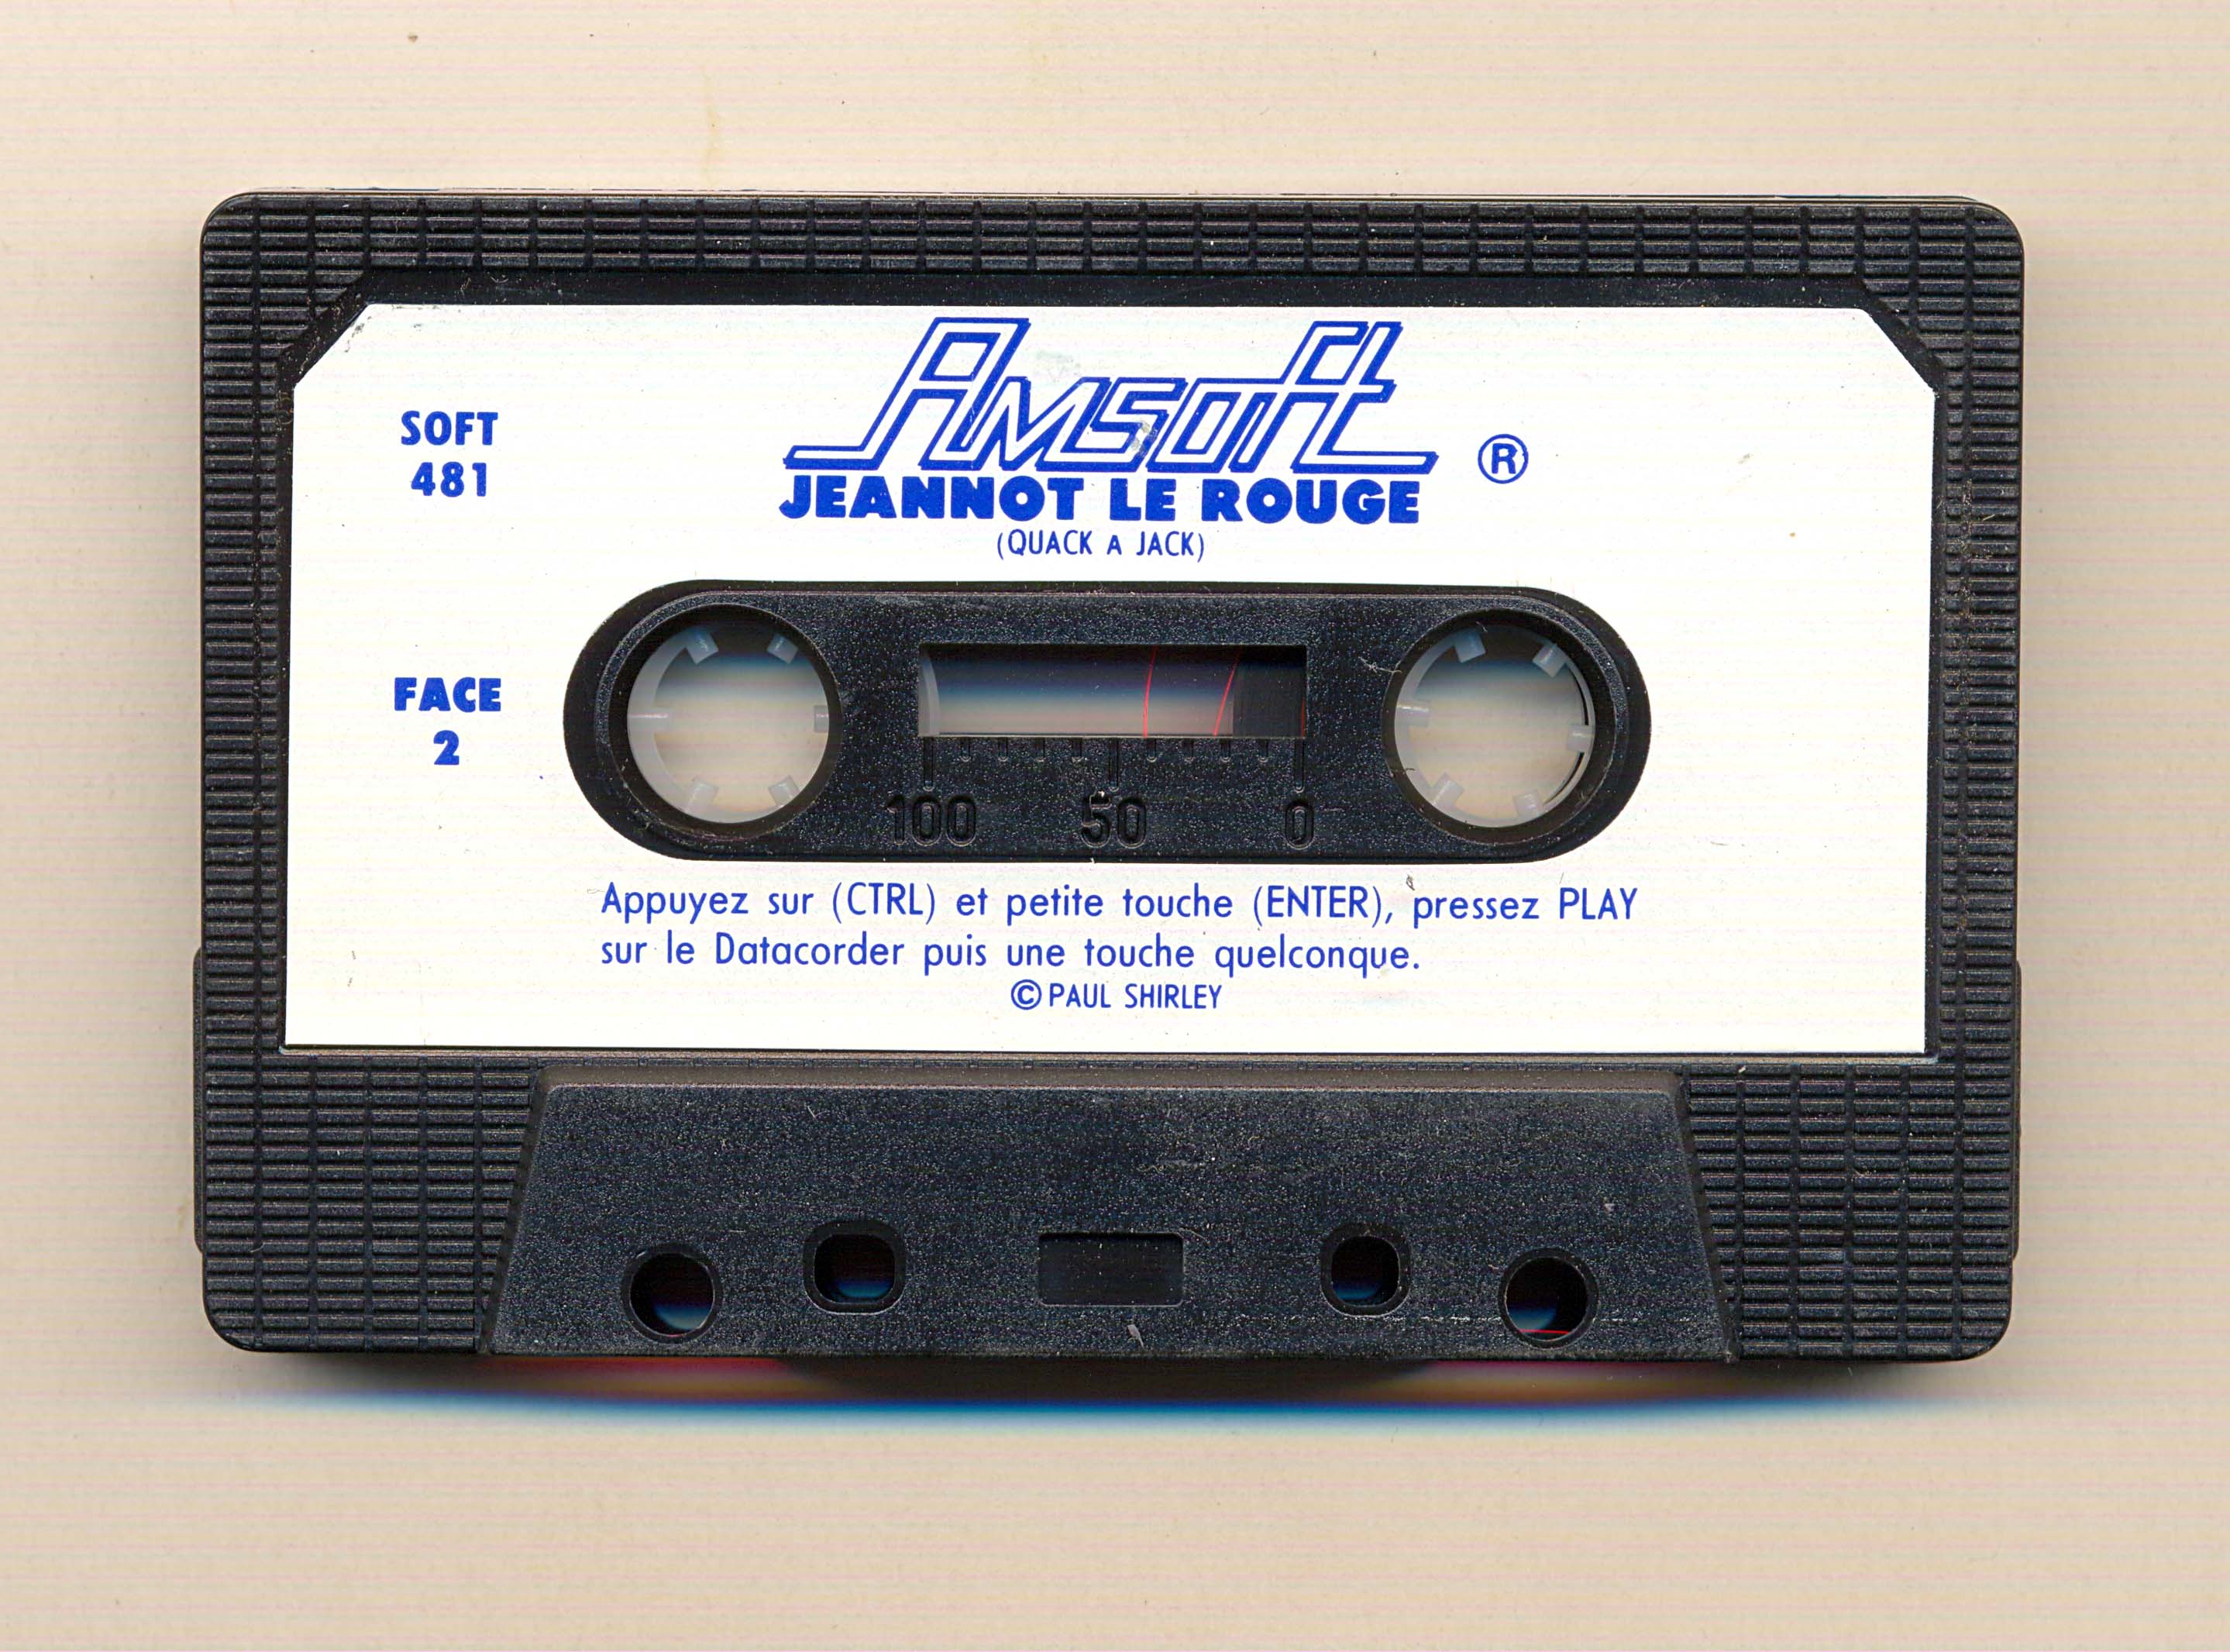 Amsoft ®
JEANNOT LE ROUGE
(QUACK A JACK)
SOFT
481
FACE
2
100 50 0
Appuyez sur (CTRL) et petite touche (ENTER), pressez PLAY
sur le Datacorder puis une touche quelconque.
© PAUL SHIRLEY